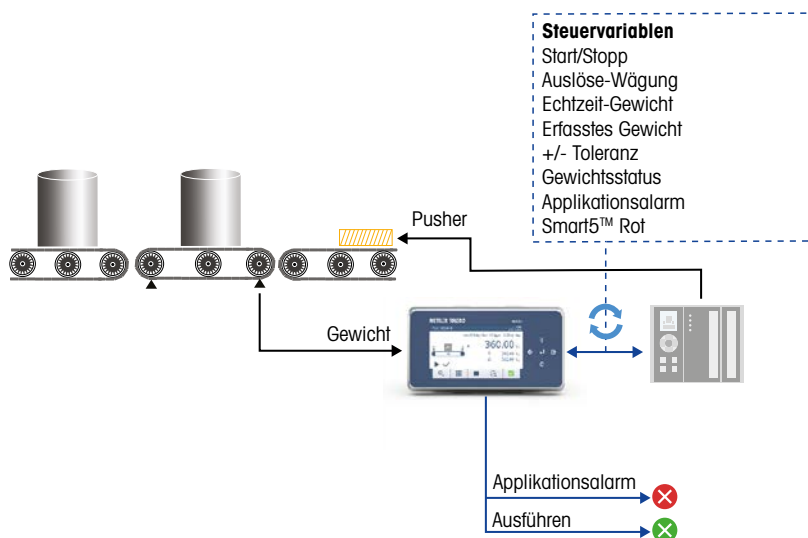 Steuervariablen
Start/Stopp
Auslöse-Wägung
Echtzeit-Gewicht
Erfasstes Gewicht
+/- Toleranz
Gewichtsstatus
Applikationsalarm
Smart5™ Rot
Pusher
Gewicht
METTLER TOLEDO
360.00
Applikationsalarm
Ausführen